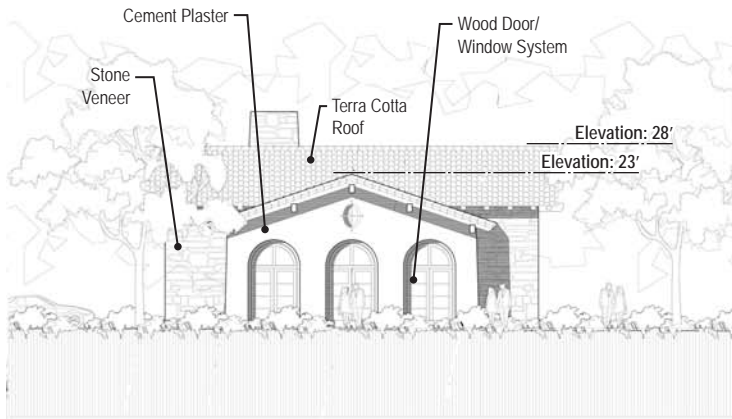 Cement Plaster
Wood Door/
Window System
Stone
Veneer
Terra Cotta
Roof
Elevation: 28′
Elevation: 23′